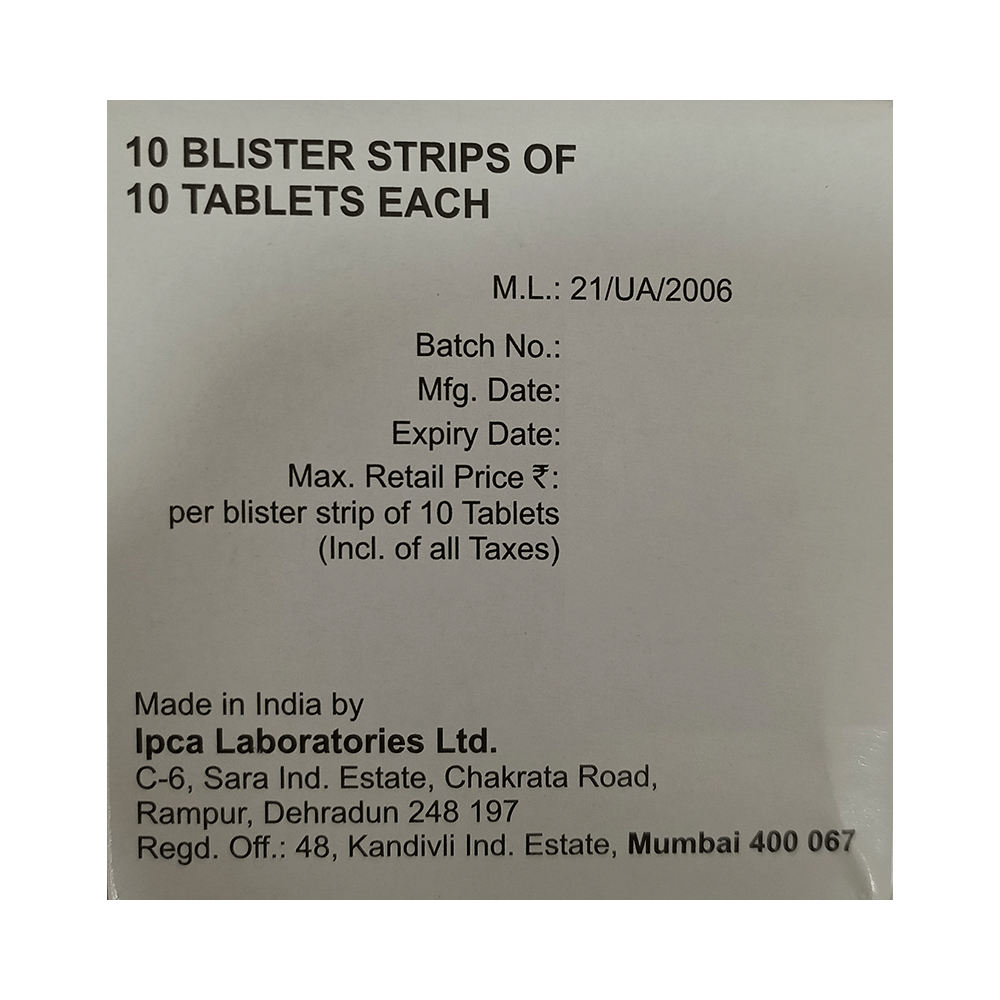 10 BLISTER STRIPS OF
10 TABLETS EACH
M.L.: 21/UA/2006
Batch No.:
Mfg. Date:
Expiry Date:
Max. Retail Price ₹:
per blister strip of 10 Tablets
(Incl. of all Taxes)
Made in India by
Ipca Laboratories Ltd.
C-6, Sara Ind. Estate, Chakrata Road,
Rampur, Dehradun 248 197
Regd. Off.: 48, Kandivli Ind. Estate, Mumbai 400 067